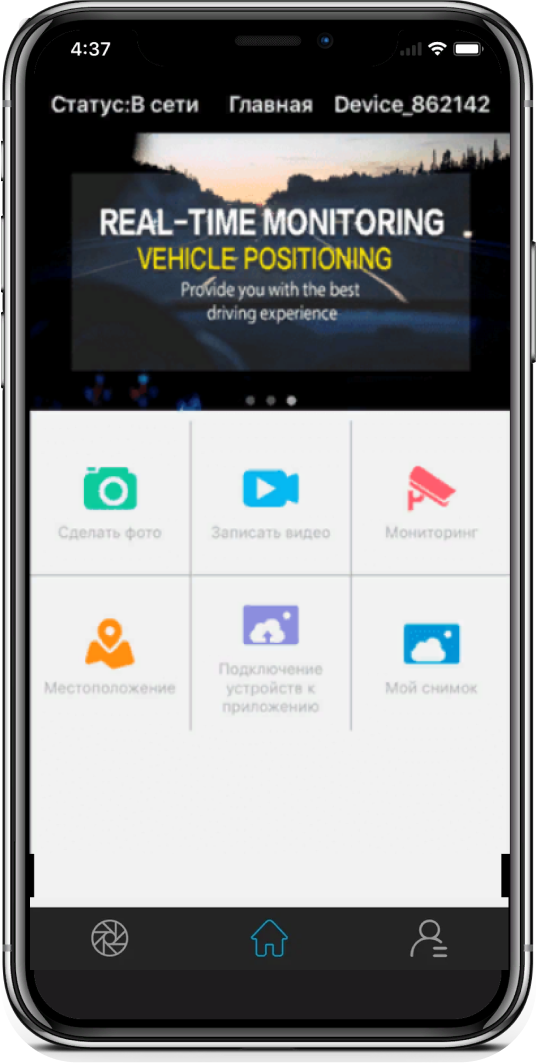 4:37
Статус:В сети Главная Device_862142
REAL-TIME MONITORING
VEHICLE POSITIONING
Provide you with the best
driving experience
Сделать фото Записать видео Мониторинг
Местоположение
Подключение
устройств к
приложению
Мой снимок